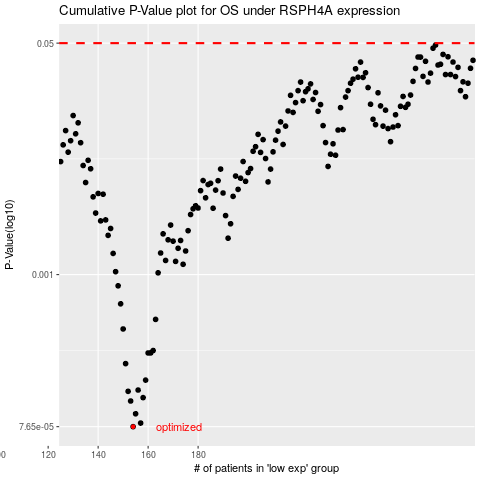 Cumulative P-Value plot for OS under RSPH4A expression
P-Value(log10)
0.05
0.001
7.65e-05
optimized
00 120 140 160 180
# of patients in 'low exp' group